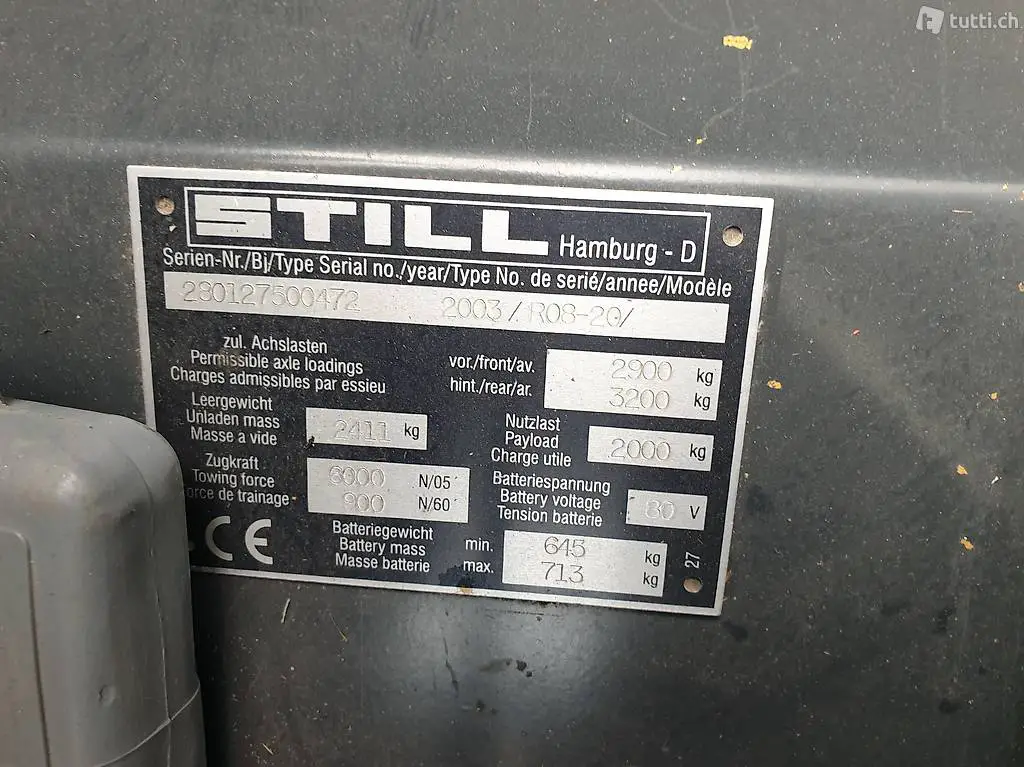 tutti.ch
STILL Hamburg - D
Serien-Nr./Bj/Type Serial no./year/Type No. de serié/annee/Modèle
280127500472 2003/R08-20/
zul. Achslasten
Permissible axle loadings
Charges admissibles par essieu
vor./front/av. 2900 kg
hint./rear/ar. 3200 kg
Leergewicht
Unladen mass
Masse a vide
2411 kg
Nutzlast
Payload
Charge utile
2000 kg
Zugkraft
Towing force
orce de trainage
6000 N/05´
900 N/60´
Batteriespannung
Battery voltage
Tension batterie
80 V
CE
Batteriegewicht
Battery mass
Masse batterie
min. 645 kg
max. 713 kg
27